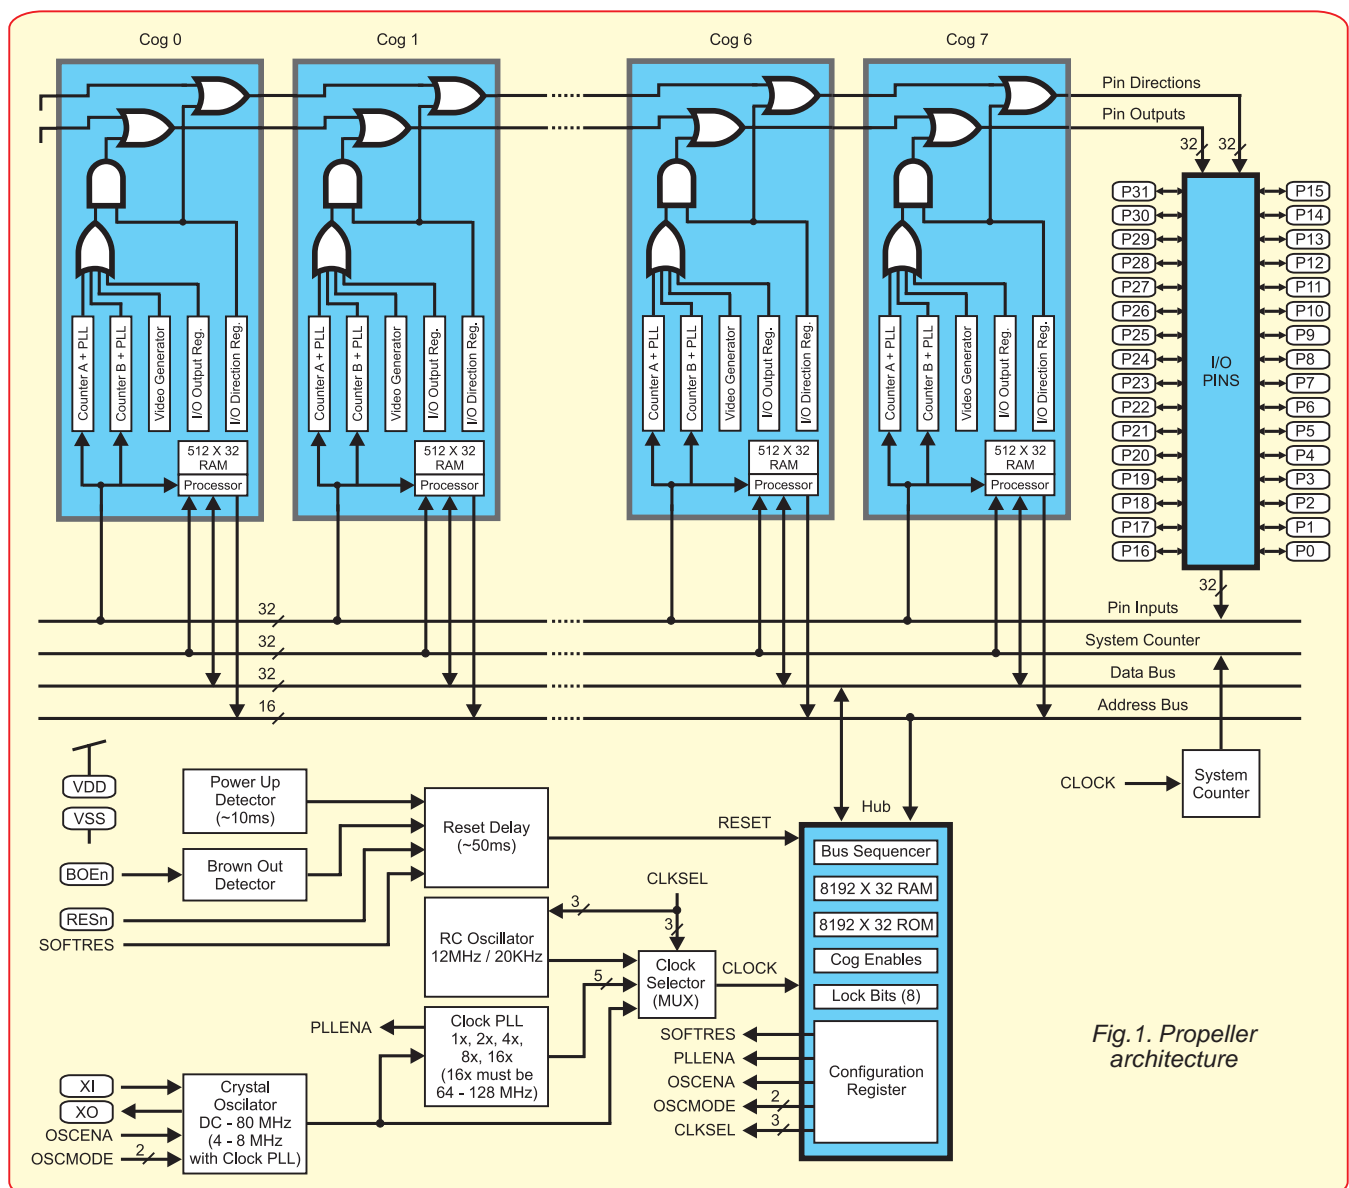 Cog 0
Cog 1
Cog 6
Cog 7
Pin Directions
Pin Outputs
32
32
Counter A + PLL
Counter B + PLL
Video Generator
I/O Output Reg.
I/O Direction Reg.
512 X 32
RAM
Processor
Counter A + PLL
Counter B + PLL
Video Generator
I/O Output Reg.
I/O Direction Reg.
512 X 32
RAM
Processor
Counter A + PLL
Counter B + PLL
Video Generator
I/O Output Reg.
I/O Direction Reg.
512 X 32
RAM
Processor
Counter A + PLL
Counter B + PLL
Video Generator
I/O Output Reg.
I/O Direction Reg.
512 X 32
RAM
Processor
P31
P30
P29
P28
P27
P26
P25
P24
P23
P22
P21
P20
P19
P18
P17
P16
I/O
PINS
P15
P14
P13
P12
P11
P10
P9
P8
P7
P6
P5
P4
P3
P2
P1
P0
32
32
Pin Inputs
32
System Counter
32
Data Bus
16
Address Bus
VDD
VSS
BOEn
RESn
SOFTRES
Power Up
Detector
(~10ms)
Brown Out
Detector
Reset Delay
(~50ms)
RESET
CLOCK
System
Counter
Hub
Bus Sequencer
8192 X 32 RAM
8192 X 32 ROM
Cog Enables
Lock Bits (8)
Configuration
Register
CLKSEL
3
3
RC Oscillator
12MHz / 20KHz
Clock
Selector
(MUX)
CLOCK
5
PLLENA
Clock PLL
1x, 2x, 4x,
8x, 16x
(16x must be
64 - 128 MHz)
XI
XO
OSCENA
OSCMODE
2
Crystal
Oscilator
DC - 80 MHz
(4 - 8 MHz
with Clock PLL)
SOFTRES
PLLENA
OSCENA
OSCMODE
2
CLKSEL
3
Fig.1. Propeller
architecture